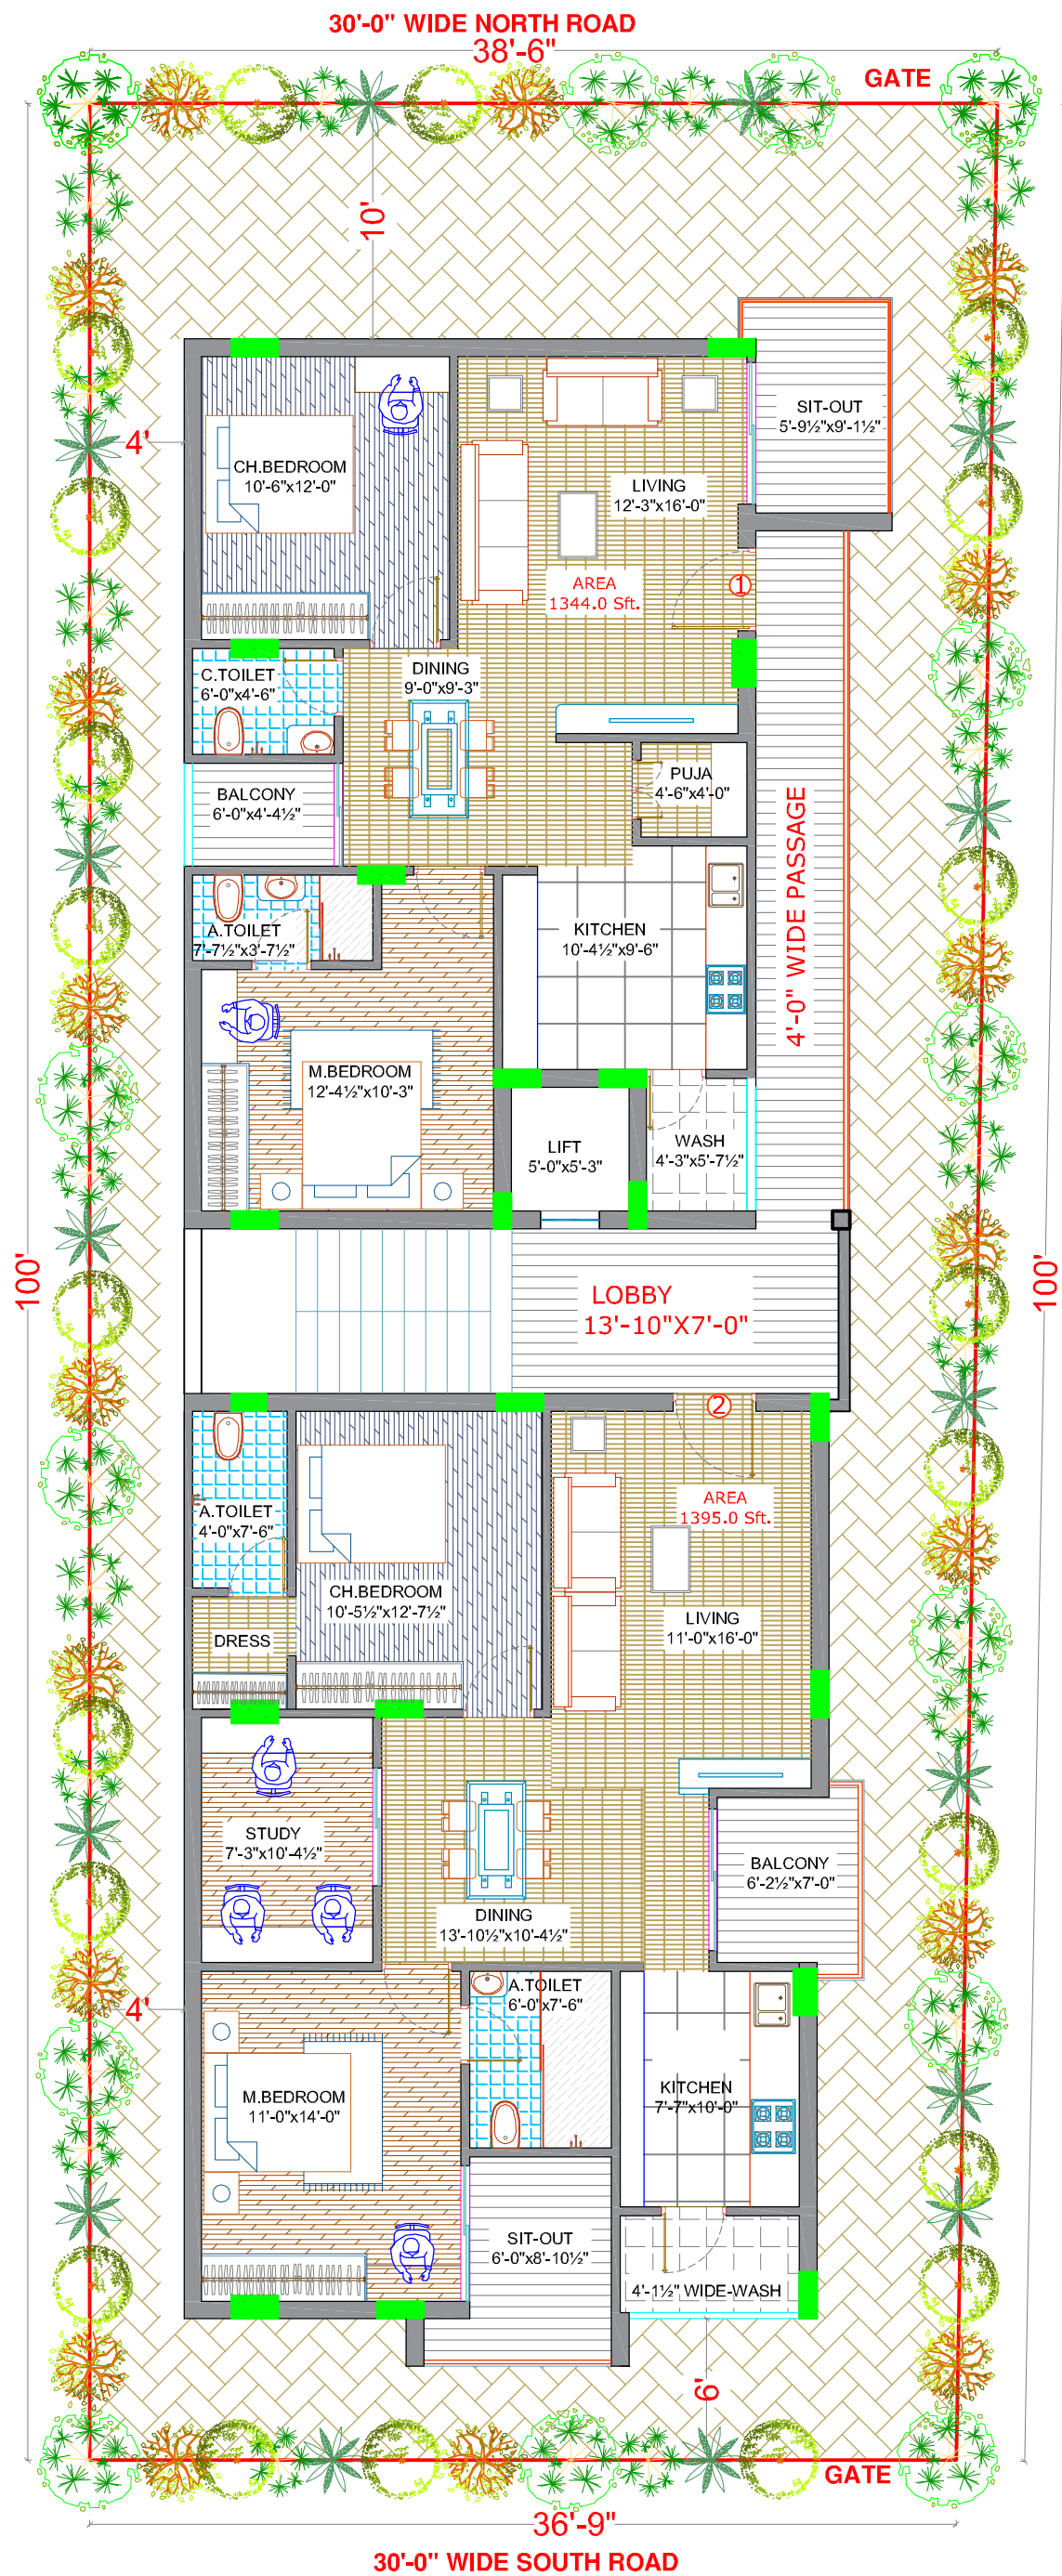 30'-0" WIDE NORTH ROAD
38'-6"
GATE
10'
SIT-OUT
5'-9½"x9'-1½"
4'
CH.BEDROOM
10'-6"x12'-0"
LIVING
12'-3"x16'-0"
AREA
1344.0 Sft.
1
C.TOILET
6'-0"x4'-6"
DINING
9'-0"x9'-3"
PUJA
4'-6"x4'-0"
BALCONY
6'-0"x4'-4½"
4'-0" WIDE PASSAGE
A.TOILET
7'-7½"x3'-7½"
KITCHEN
10'-4½"x9'-6"
M.BEDROOM
12'-4½"x10'-3"
LIFT
5'-0"x5'-3"
WASH
4'-3"x5'-7½"
100'
100'
LOBBY
13'-10"X7'-0"
2
A.TOILET
4'-0"x7'-6"
AREA
1395.0 Sft.
CH.BEDROOM
10'-5½"x12'-7½"
LIVING
11'-0"x16'-0"
DRESS
STUDY
7'-3"x10'-4½"
BALCONY
6'-2½"x7'-0"
DINING
13'-10½"x10'-4½"
A.TOILET
6'-0"x7'-6"
4'
M.BEDROOM
11'-0"x14'-0"
KITCHEN
7'-7"x10'-0"
SIT-OUT
6'-0"x8'-10½"
4'-1½" WIDE-WASH
6'
GATE
36'-9"
30'-0" WIDE SOUTH ROAD